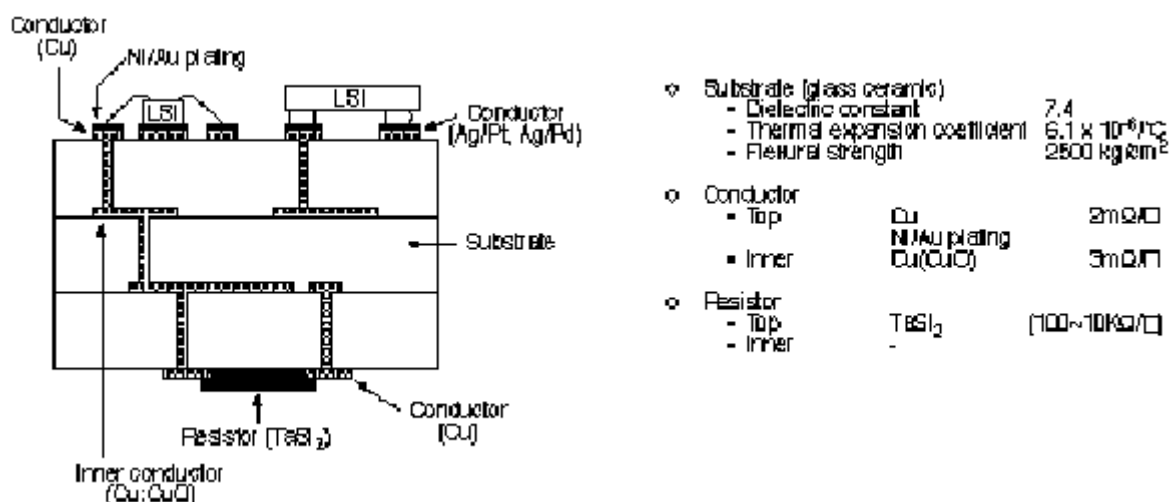 Conductor
(Cu)
Ni/Au plating
LSI
LSI
Conductor
(Ag/Pt, Ag/Pd)
Substrate
Conductor
(Cu)
Resistor (TaSi₂)
Inner conductor
(Cu:CuO)
Substrate (glass ceramic)
- Dielectric constant 7.4
- Thermal expansion coefficient 6.1 x 10⁻⁶/°C
- Flexural strength 2500 kg/cm²
Conductor
- Top Cu 2mΩ/□
Ni/Au plating
- Inner Cu(CuO) 3mΩ/□
Resistor
- Top TaSi₂ (100~10KΩ/□)
- Inner -